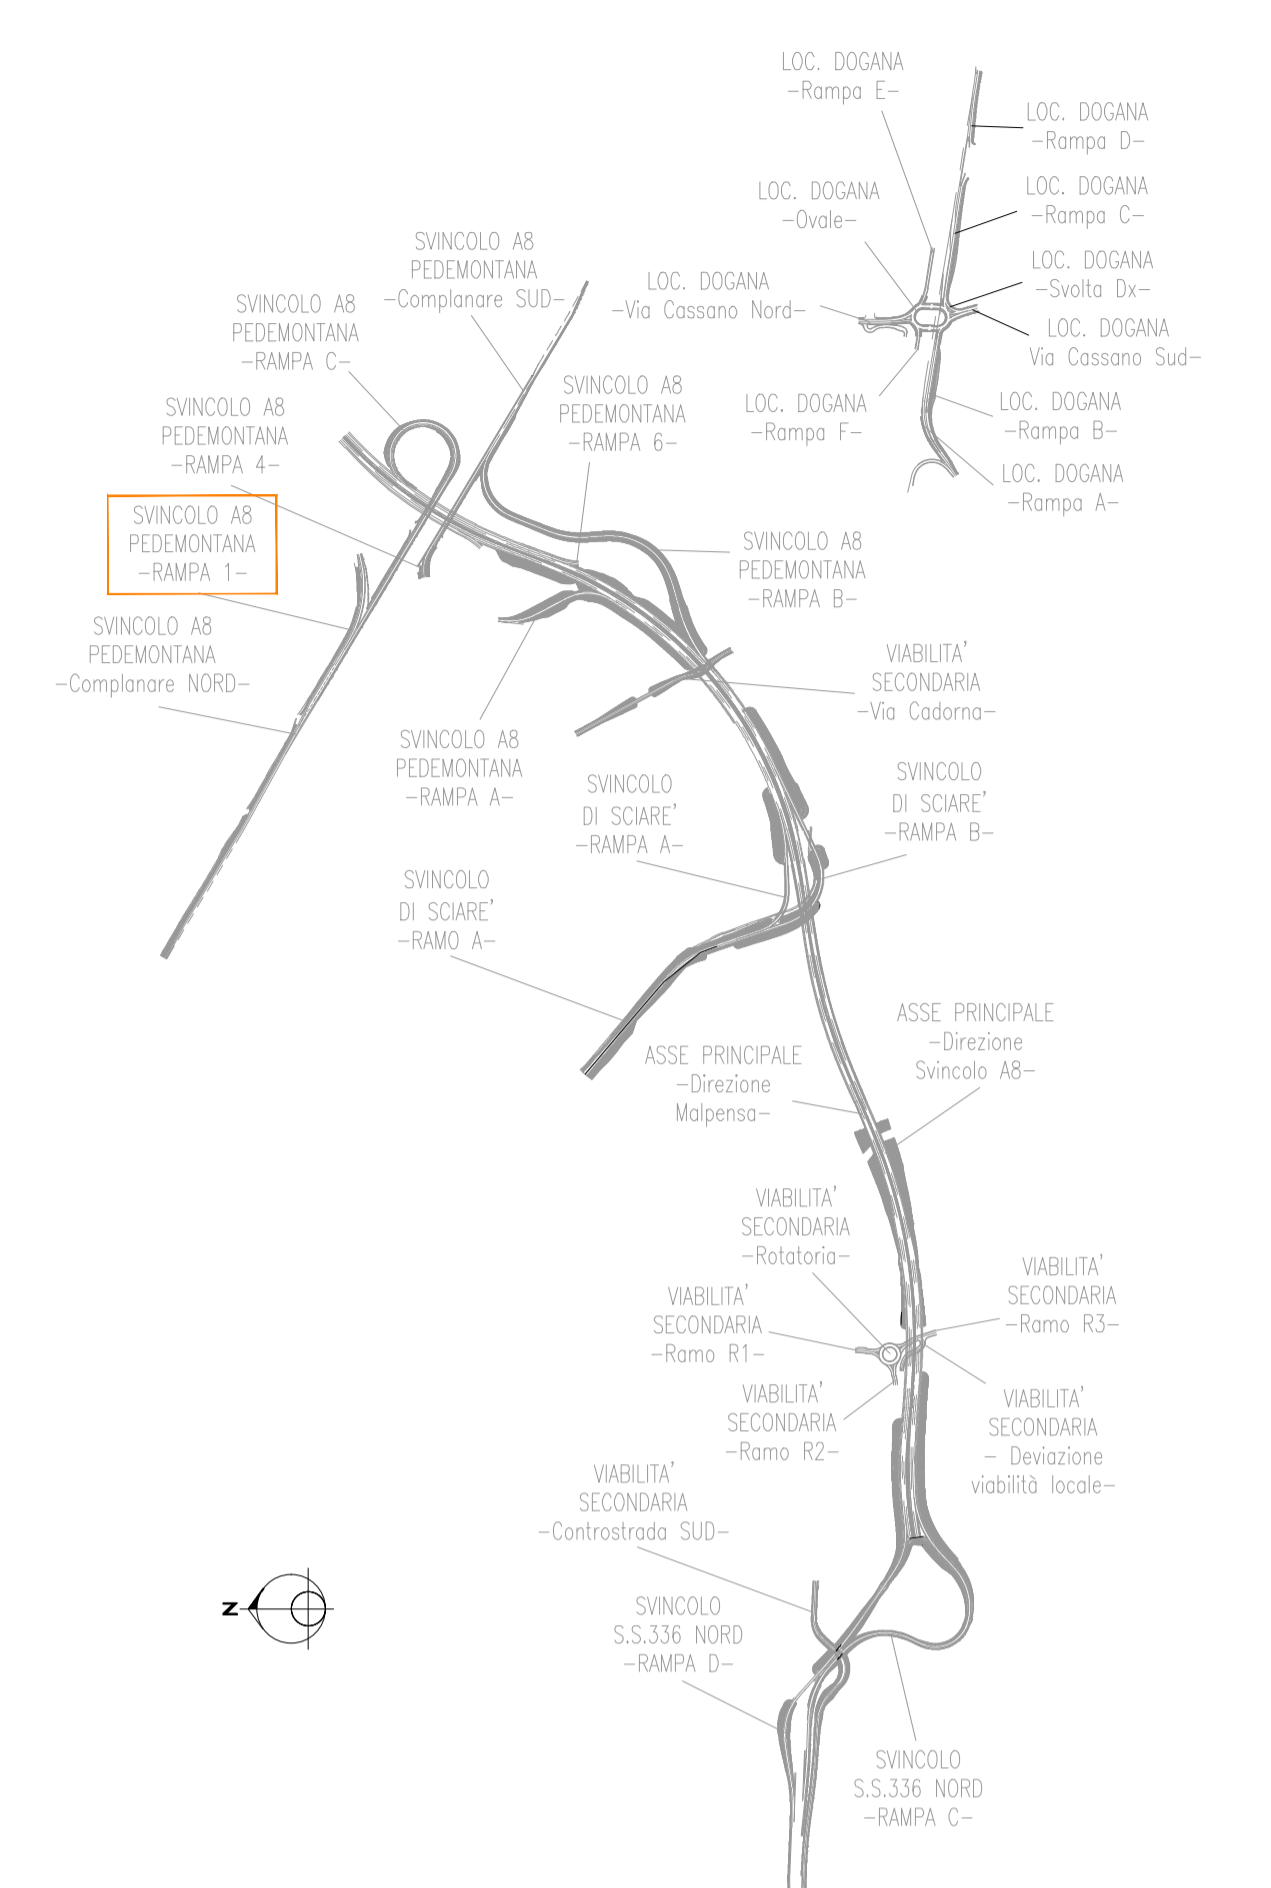 LOC. DOGANA
-Rampa E-
LOC. DOGANA
-Rampa D-
LOC. DOGANA
-Ovale-
LOC. DOGANA
-Rampa C-
SVINCOLO A8
PEDEMONTANA
-Complanare SUD-
LOC. DOGANA
-Svolta Dx-
LOC. DOGANA
-Via Cassano Nord-
SVINCOLO A8
PEDEMONTANA
-RAMPA C-
LOC. DOGANA
Via Cassano Sud-
SVINCOLO A8
PEDEMONTANA
-RAMPA 6-
LOC. DOGANA
-Rampa F-
LOC. DOGANA
-Rampa B-
SVINCOLO A8
PEDEMONTANA
-RAMPA 4-
LOC. DOGANA
-Rampa A-
SVINCOLO A8
PEDEMONTANA
-RAMPA 1-
SVINCOLO A8
PEDEMONTANA
-RAMPA B-
SVINCOLO A8
PEDEMONTANA
-Complanare NORD-
VIABILITA'
SECONDARIA
-Via Cadorna-
SVINCOLO A8
PEDEMONTANA
-RAMPA A-
SVINCOLO
DI SCIARE'
-RAMPA A-
SVINCOLO
DI SCIARE'
-RAMPA B-
SVINCOLO
DI SCIARE'
-RAMO A-
ASSE PRINCIPALE
-Direzione
Svincolo A8-
ASSE PRINCIPALE
-Direzione
Malpensa-
VIABILITA'
SECONDARIA
-Rotatoria-
VIABILITA'
SECONDARIA
-Ramo R3-
VIABILITA'
SECONDARIA
-Ramo R1-
VIABILITA'
SECONDARIA
-Ramo R2-
VIABILITA'
SECONDARIA
- Deviazione
viabilità locale-
VIABILITA'
SECONDARIA
-Controstrada SUD-
SVINCOLO
S.S.336 NORD
-RAMPA D-
N
SVINCOLO
S.S.336 NORD
-RAMPA C-